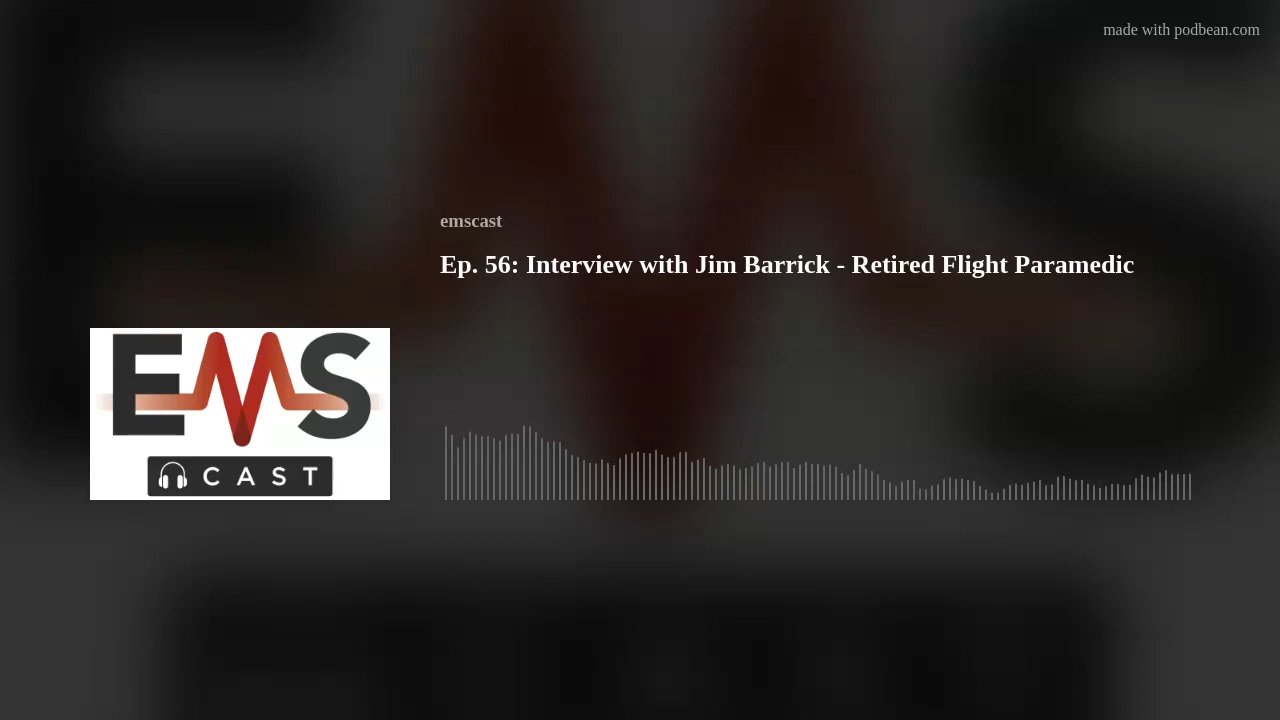 made with podbean.com
emscast
Ep. 56: Interview with Jim Barrick - Retired Flight Paramedic
EMS
CAST